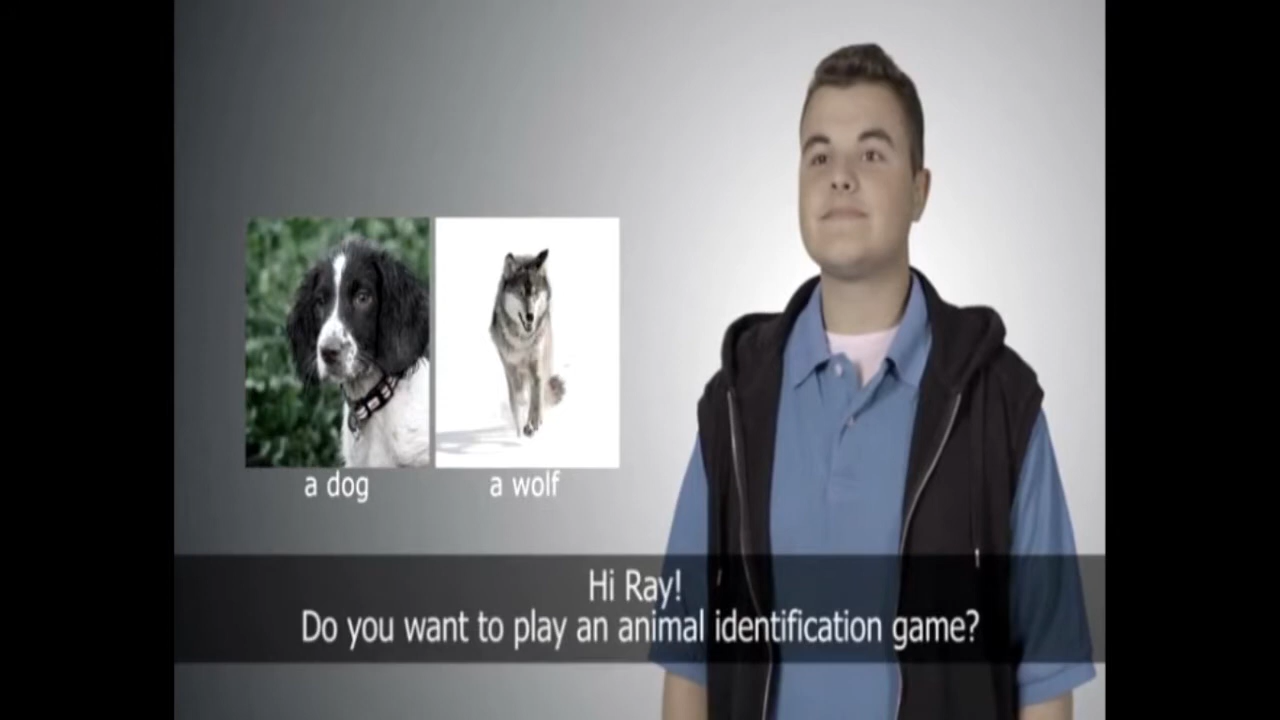 a dog
a wolf
Hi Ray!
Do you want to play an animal identification game?